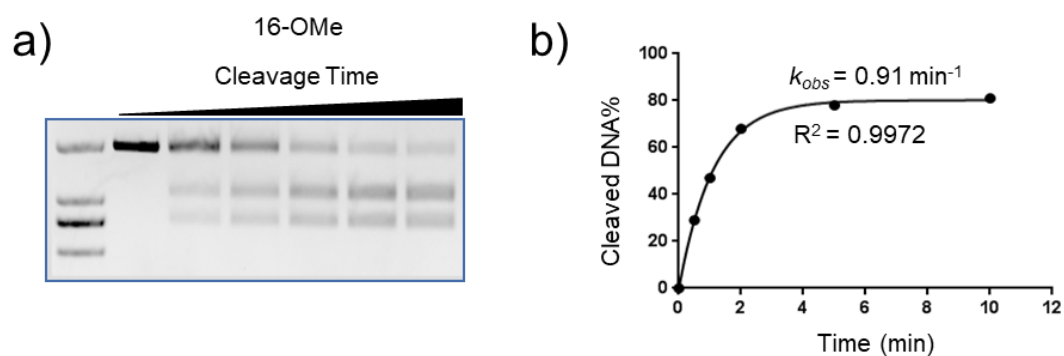 a)
16-OMe
Cleavage Time
b)
100
80
60
40
20
0
Cleaved DNA%
kobs = 0.91 min-1
R2 = 0.9972
0 2 4 6 8 10 12
Time (min)